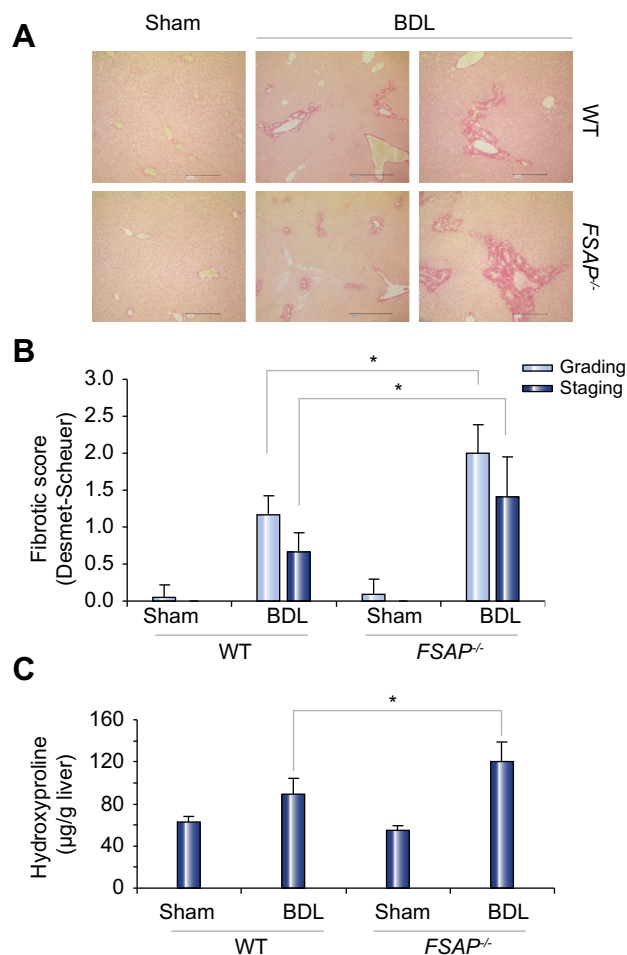 A
Sham
BDL
WT
FSAP-/-
B
Grading
Staging
*
*
Fibrotic score
(Desmet-Scheuer)
3.0
2.5
2.0
1.5
1.0
0.5
0.0
Sham
BDL
Sham
BDL
WT
FSAP-/-
C
*
Hydroxyproline
(µg/g liver)
160
120
80
40
0
Sham
BDL
Sham
BDL
WT
FSAP-/-